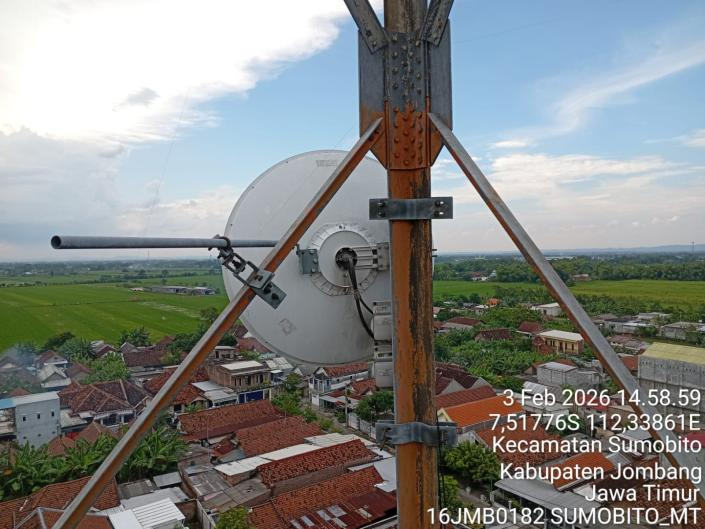 3 Feb 2026 14.58.59
7,51776S 112,33861E
Kecamatan Sumobito
Kabupaten Jombang
Jawa Timur
16JMB0182 SUMOBITO_MT